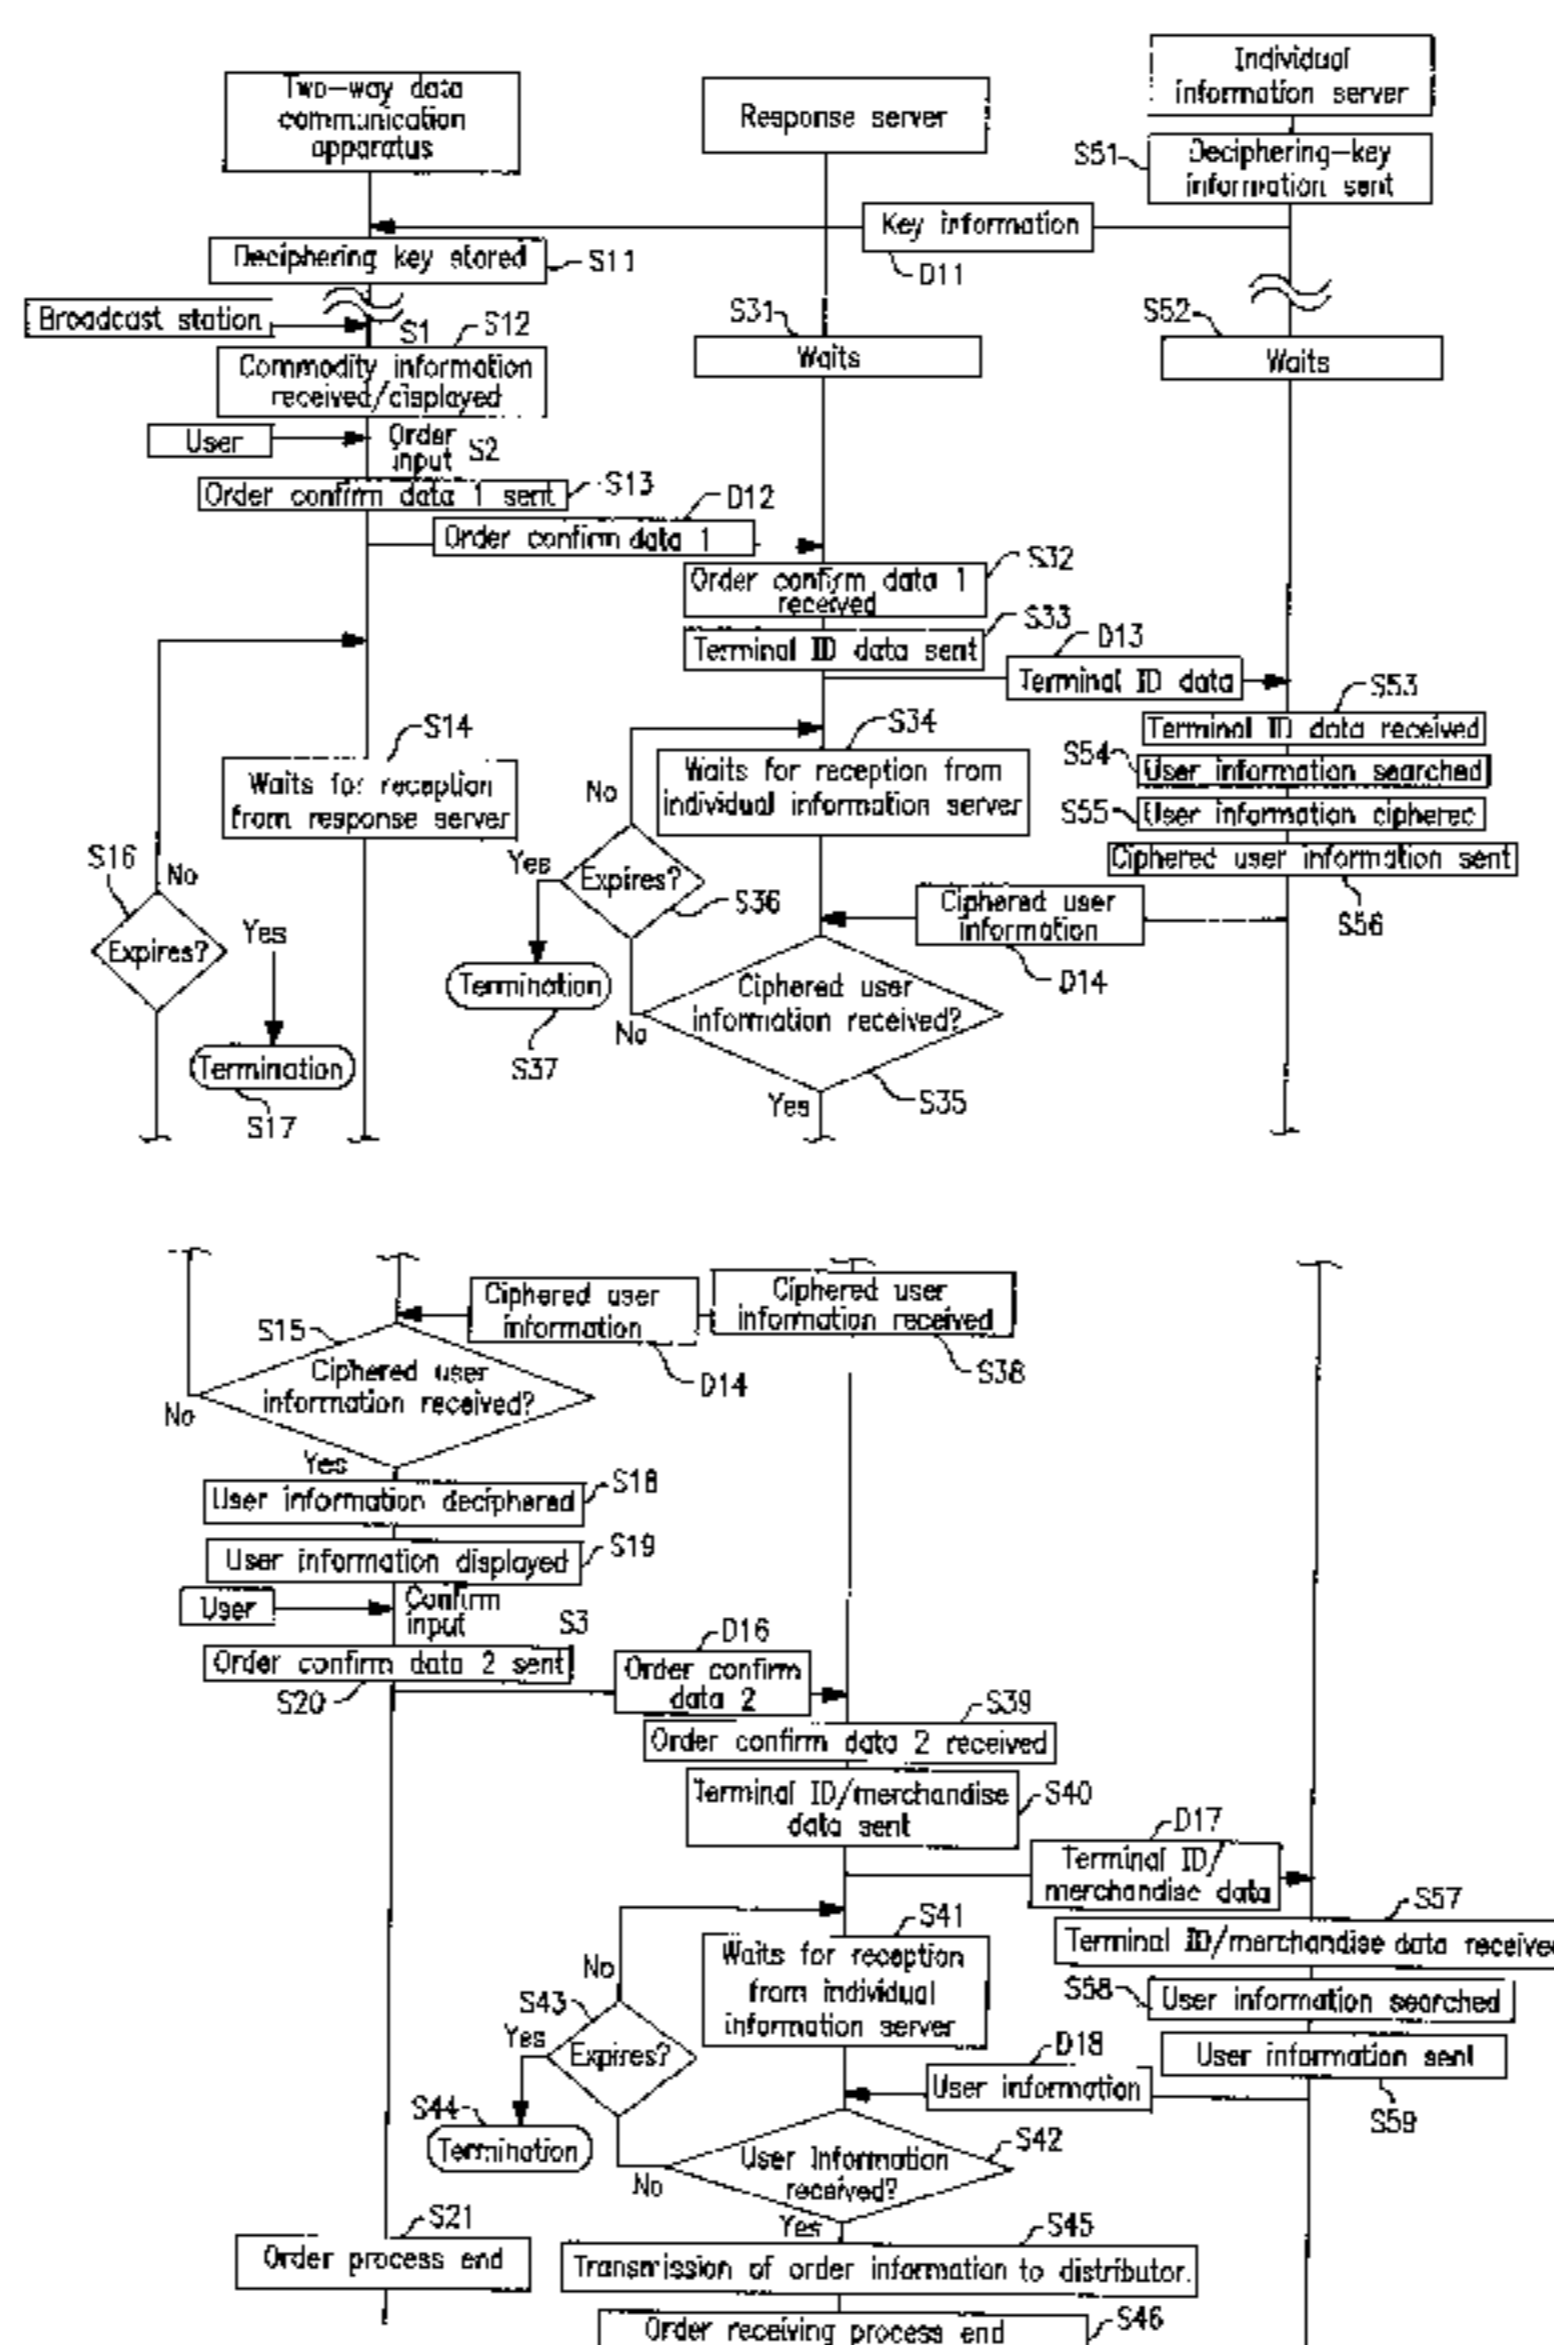 Two-way data
communication
apparatus
Response server
Individual
information server
S51
Deciphering-key
information sent
Key information
D11
Deciphering key stored
S11
Broadcast station
S1
S12
S31
S52
Commodity information
received/displayed
Waits
Waits
User
Order
input
S2
Order confirm data 1 sent
S13
D12
Order confirm data 1
S32
Order confirm data 1
received
S33
Terminal ID data sent
D13
Terminal ID data
S53
Terminal ID data received
S14
S34
S54
User information searched
Waits for reception
from response server
No
Waits for reception from
individual information server
S55
User information ciphered
S16
No
Yes
Expires?
S36
Ciphered user information sent
S56
Ciphered user
information
D14
Expires?
Yes
Termination
S37
Ciphered user
information received?
No
S35
Yes
Termination
S17
S15
Ciphered user
information
D14
Ciphered user
information received
S38
Ciphered user
information received?
No
Yes
User information deciphered
S18
User information displayed
S19
User
Confirm
input
S3
Order confirm data 2 sent
S20
D16
Order confirm
data 2
S39
Order confirm data 2 received
Terminal ID/merchandise
data sent
S40
D17
Terminal ID/
merchandise data
S57
Terminal ID/merchandise data received
S41
Waits for reception
from individual
information server
No
S43
Yes
Expires?
S58
User information searched
User information sent
S59
D18
User information
S44
Termination
User Information
received?
S42
No
Yes
S21
Order process end
S45
Transmission of order information to distributor.
Order receiving process end
S46